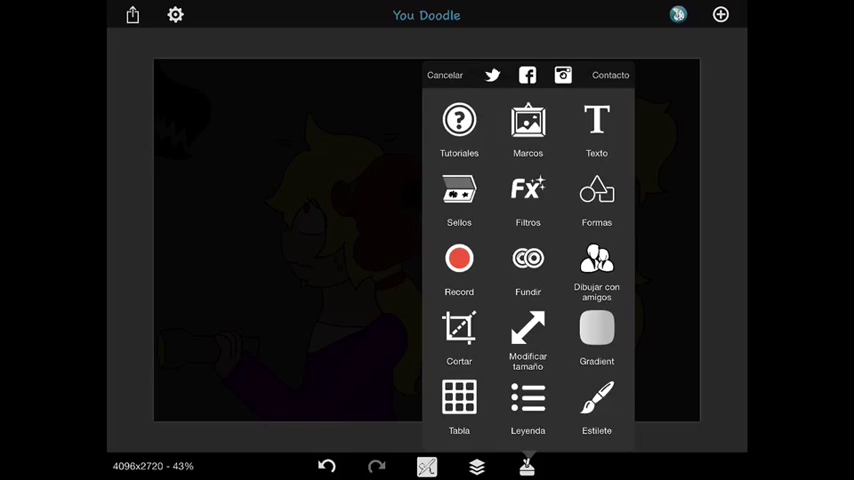 You Doodle
Cancelar Contacto
Tutoriales Marcos Texto
Fx
Sellos Filtros Formas
Record Fundir Dibujar con
amigos
Cortar Modificar
tamaño Gradient
Tabla Leyenda Estilete
4096x2720 - 43%